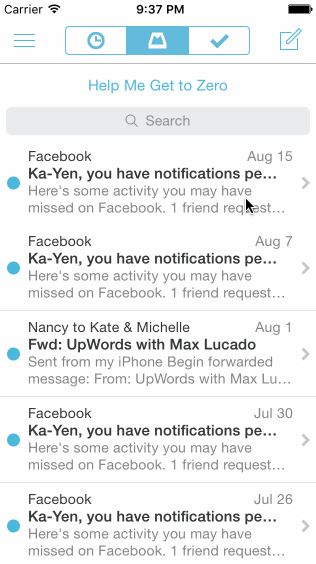 Carrier 9:37 PM
Help Me Get to Zero
Search
Facebook Aug 15
Ka-Yen, you have notifications pe...
Here's some activity you may have
missed on Facebook. 1 friend request...
Facebook Aug 7
Ka-Yen, you have notifications pe...
Here's some activity you may have
missed on Facebook. 1 friend request...
Nancy to Kate & Michelle Aug 1
Fwd: UpWords with Max Lucado
Sent from my iPhone Begin forwarded
message: From: UpWords with Max Lu...
Facebook Jul 30
Ka-Yen, you have notifications pe...
Here's some activity you may have
missed on Facebook. 1 friend request...
Facebook Jul 26
Ka-Yen, you have notifications pe...
Here's some activity you may have
missed on Facebook. 1 friend request...